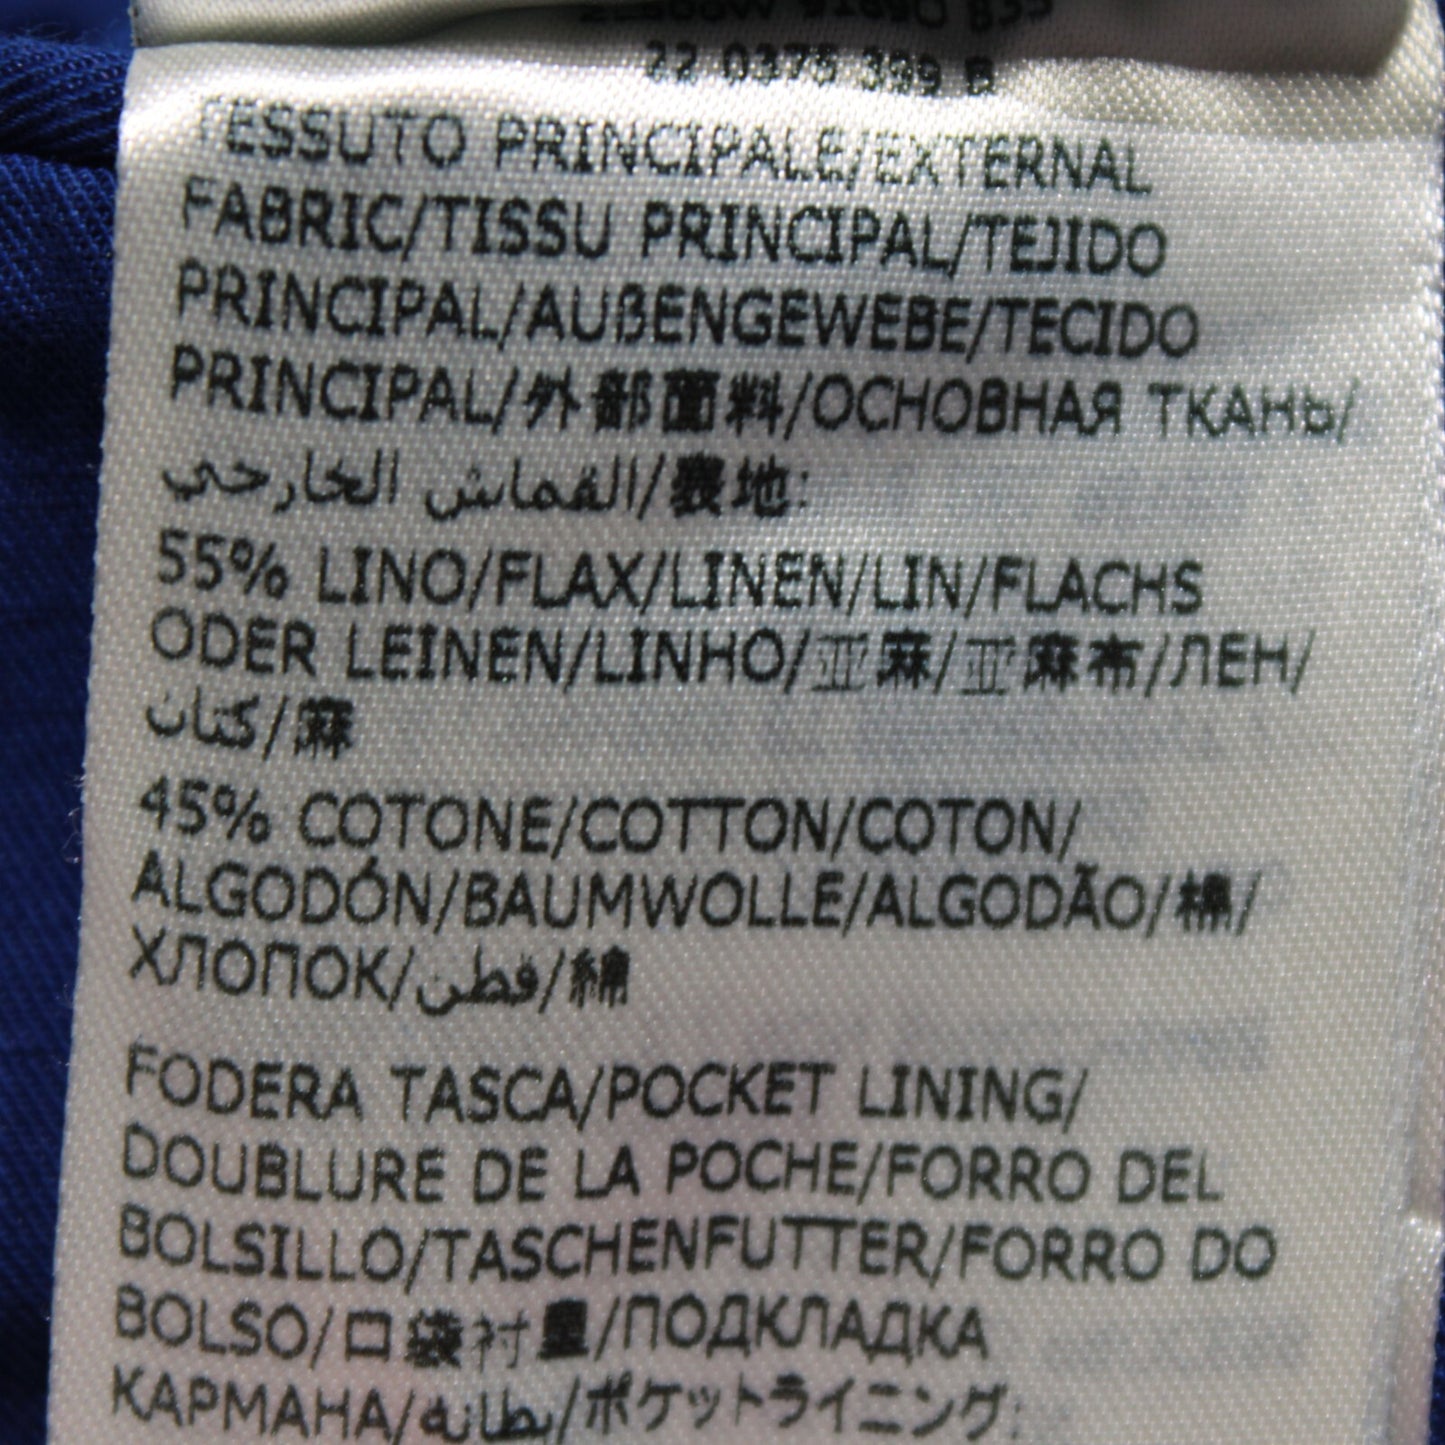 22 0375 399 B
TESSUTO PRINCIPALE/EXTERNAL
FABRIC/TISSU PRINCIPAL/TEJIDO
PRINCIPAL/AUßENGEWEBE/TECIDO
PRINCIPAL/外部面料/ОСНОВНАЯ ТКАНЬ/
القماش الخارجي/表地:
55% LINO/FLAX/LINEN/LIN/FLACHS
ODER LEINEN/LINHO/亚麻/亚麻布/ЛЕН/
كتان/麻
45% COTONE/COTTON/COTON/
ALGODÓN/BAUMWOLLE/ALGODÃO/棉/
ХЛОПОК/قطن/綿
FODERA TASCA/POCKET LINING/
DOUBLURE DE LA POCHE/FORRO DEL
BOLSILLO/TASCHENFUTTER/FORRO DO
BOLSO/口袋衬里/ПОДКЛАДКА
КАРМАНА/بطانه/ポケットライニング: